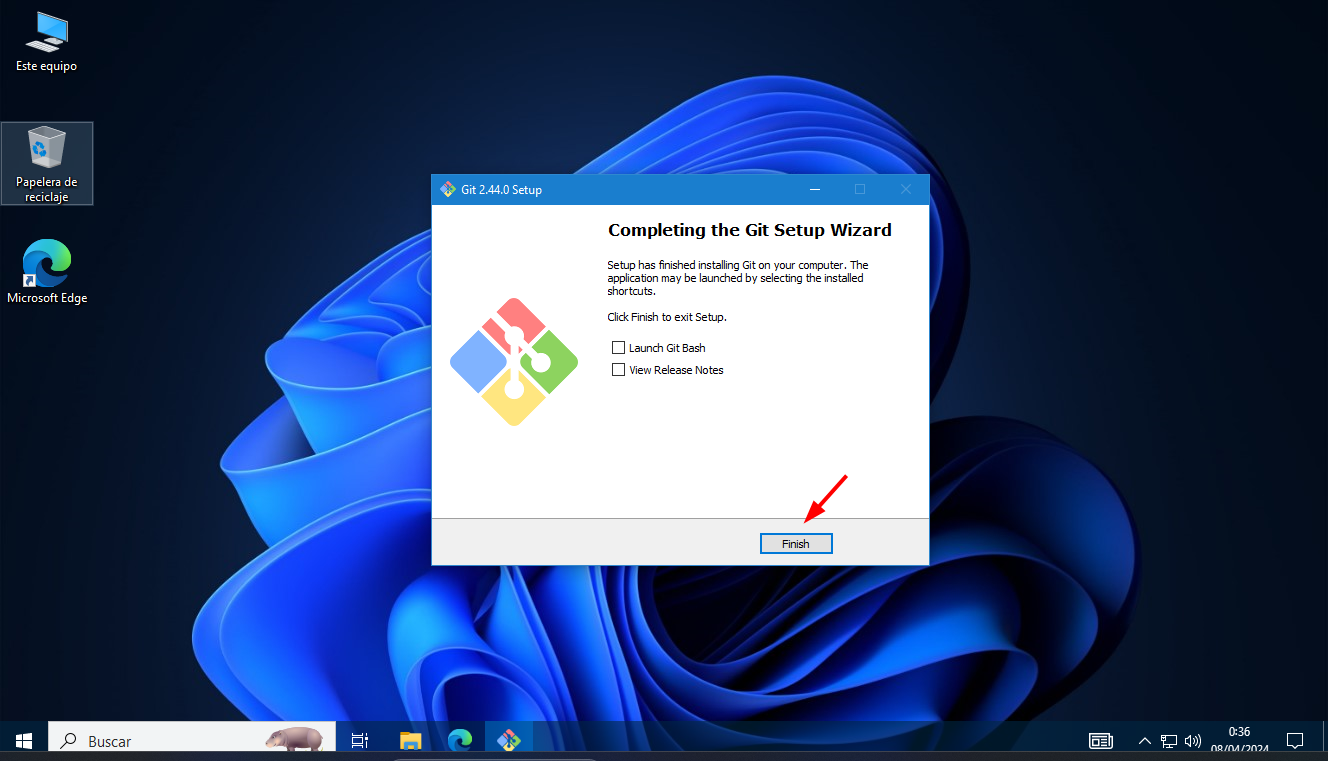 Este equipo
Papelera de
reciclaje
Microsoft Edge
Git 2.44.0 Setup
Completing the Git Setup Wizard
Setup has finished installing Git on your computer. The
application may be launched by selecting the installed
shortcuts.
Click Finish to exit Setup.
Launch Git Bash
View Release Notes
Finish
Buscar
0:36
08/04/2024